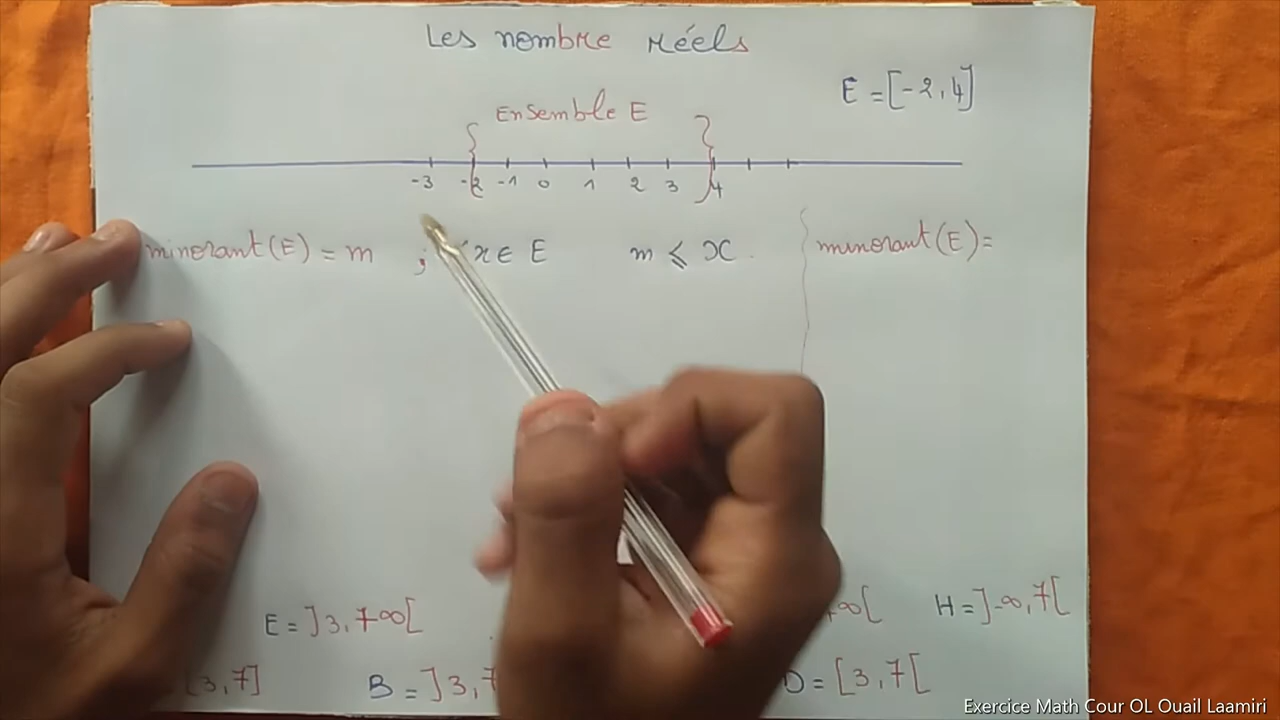 Les nombre réels
E = [-2, 4]
Ensemble E
-3 -2 -1 0 1 2 3 4
minorant(E) = m ; x ∈ E m ⩽ x
minorant(E) =
E = ]3, +∞[
+∞[
H = ]-∞, 7[
[3, 7]
B = ]3, 7
D = [3, 7[
Exercice Math Cour OL Ouail Laamiri